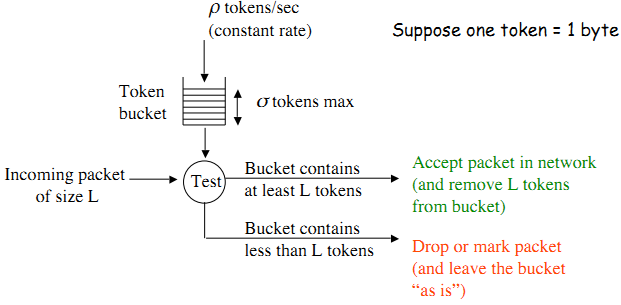 ρ tokens/sec
(constant rate)
Suppose one token = 1 byte
Token
bucket
σ tokens max
Incoming packet
of size L
Test
Bucket contains
at least L tokens
Accept packet in network
(and remove L tokens
from bucket)
Bucket contains
less than L tokens
Drop or mark packet
(and leave the bucket
“as is”)